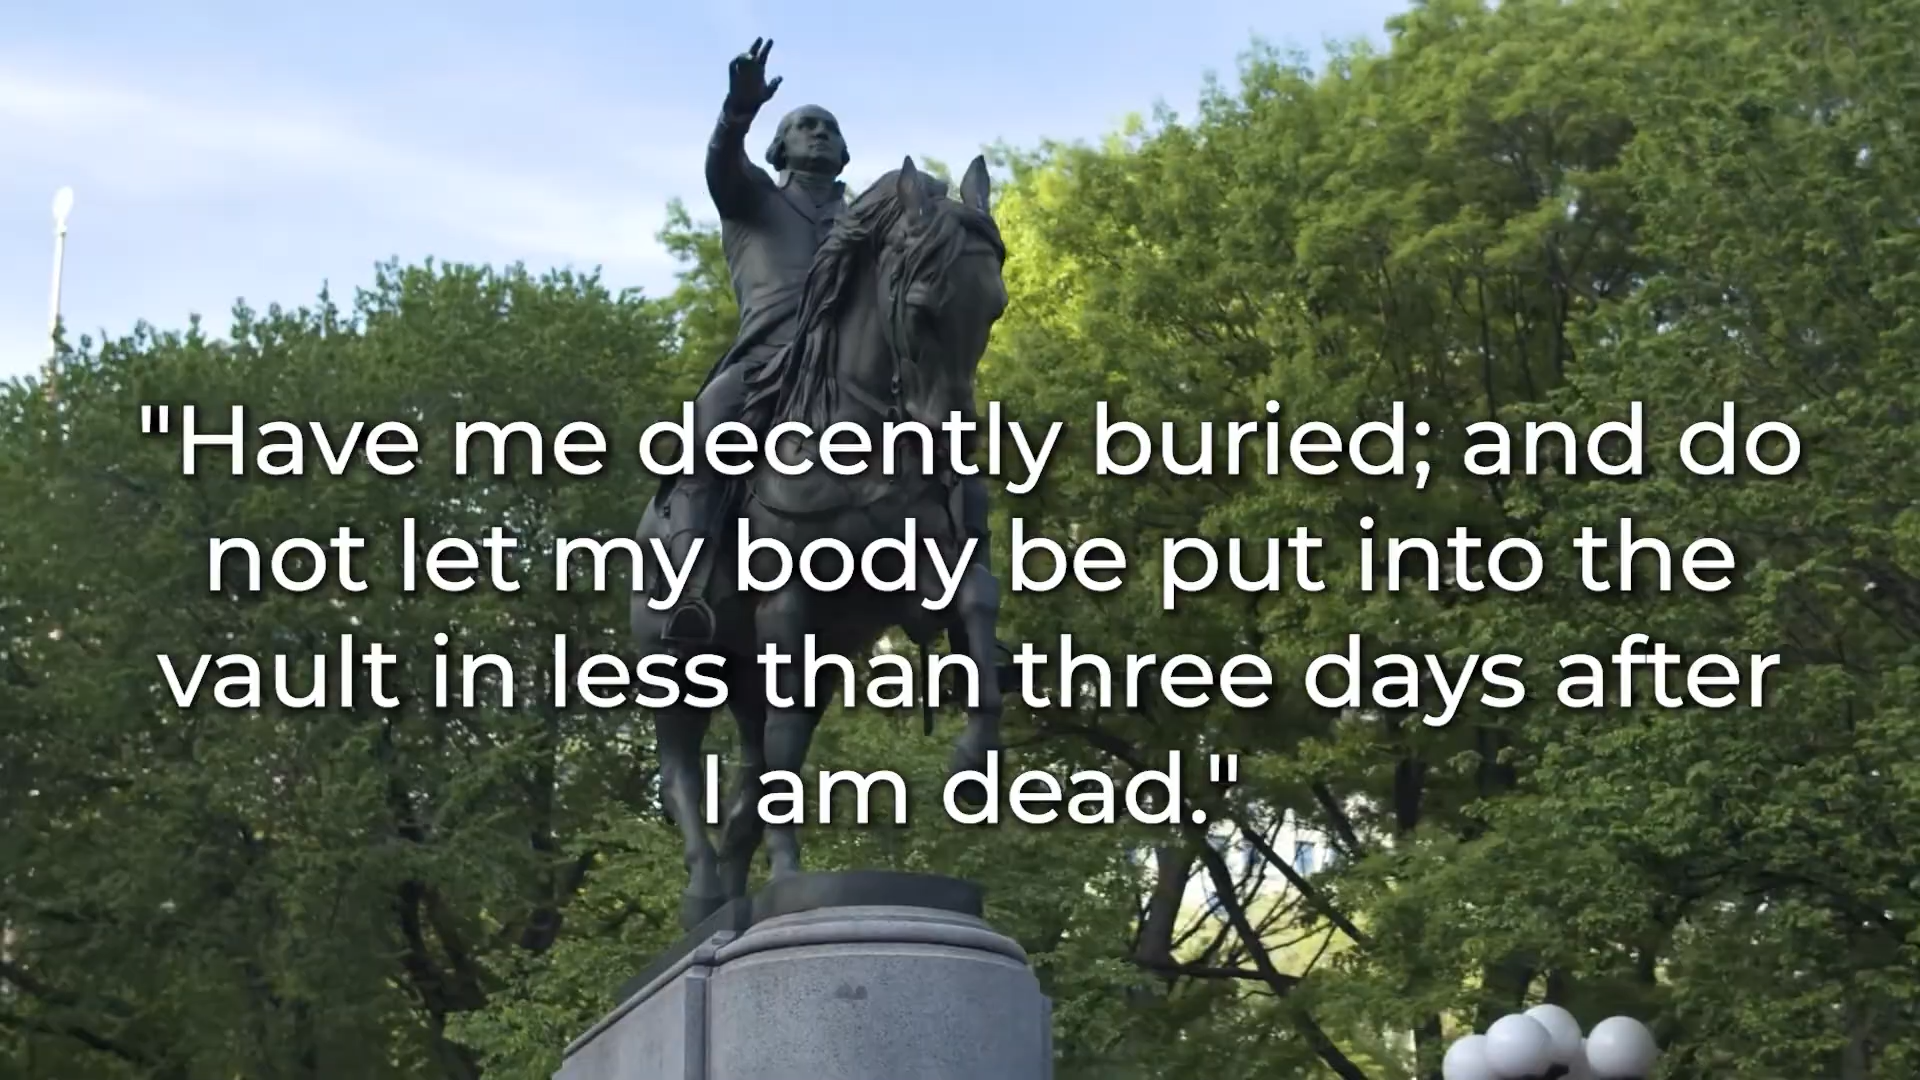 "Have me decently buried; and do
not let my body be put into the
vault in less than three days after
I am dead."